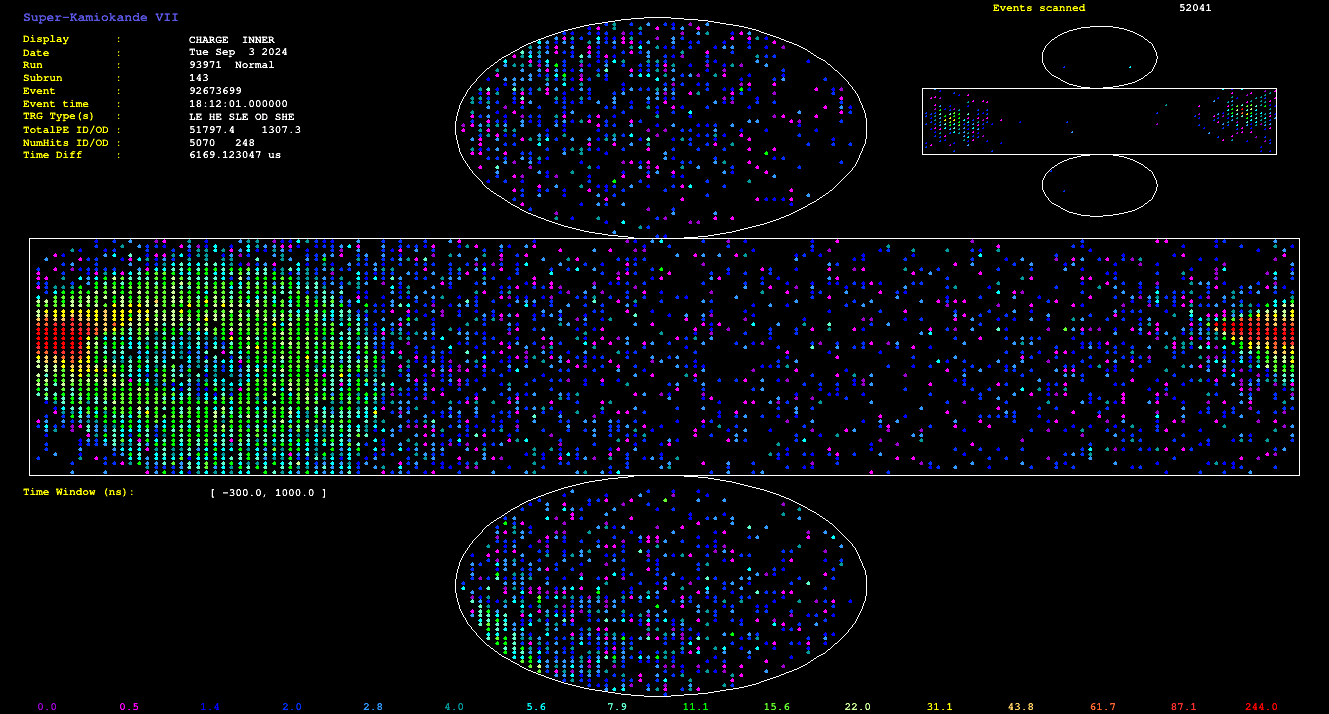 Super-Kamiokande VII
Display : CHARGE INNER
Date : Tue Sep 3 2024
Run : 93971 Normal
Subrun : 143
Event : 92673699
Event time : 18:12:01.000000
TRG Type(s) : LE HE SLE OD SHE
TotalPE ID/OD : 51797.4 1307.3
NumHits ID/OD : 5070 248
Time Diff : 6169.123047 us
Events scanned 52041
Time Window (ns): [ -300.0, 1000.0 ]
0.0 0.5 1.4 2.0 2.8 4.0 5.6 7.9 11.1 15.6 22.0 31.1 43.8 61.7 87.1 244.0